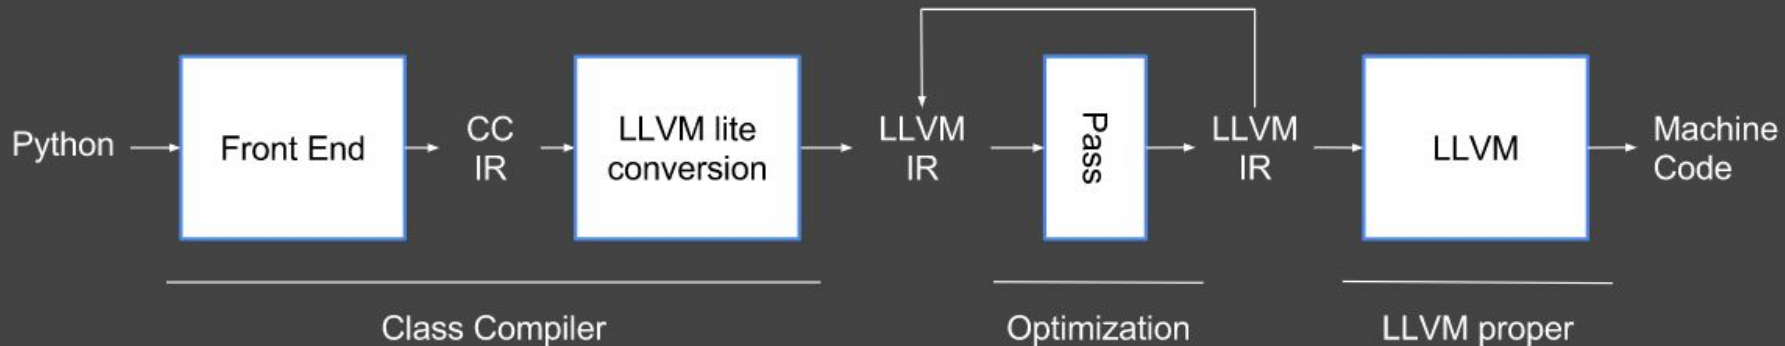 Python
Front End
CC
IR
LLVM lite
conversion
LLVM
IR
Pass
LLVM
IR
LLVM
Machine
Code
Class Compiler
Optimization
LLVM proper